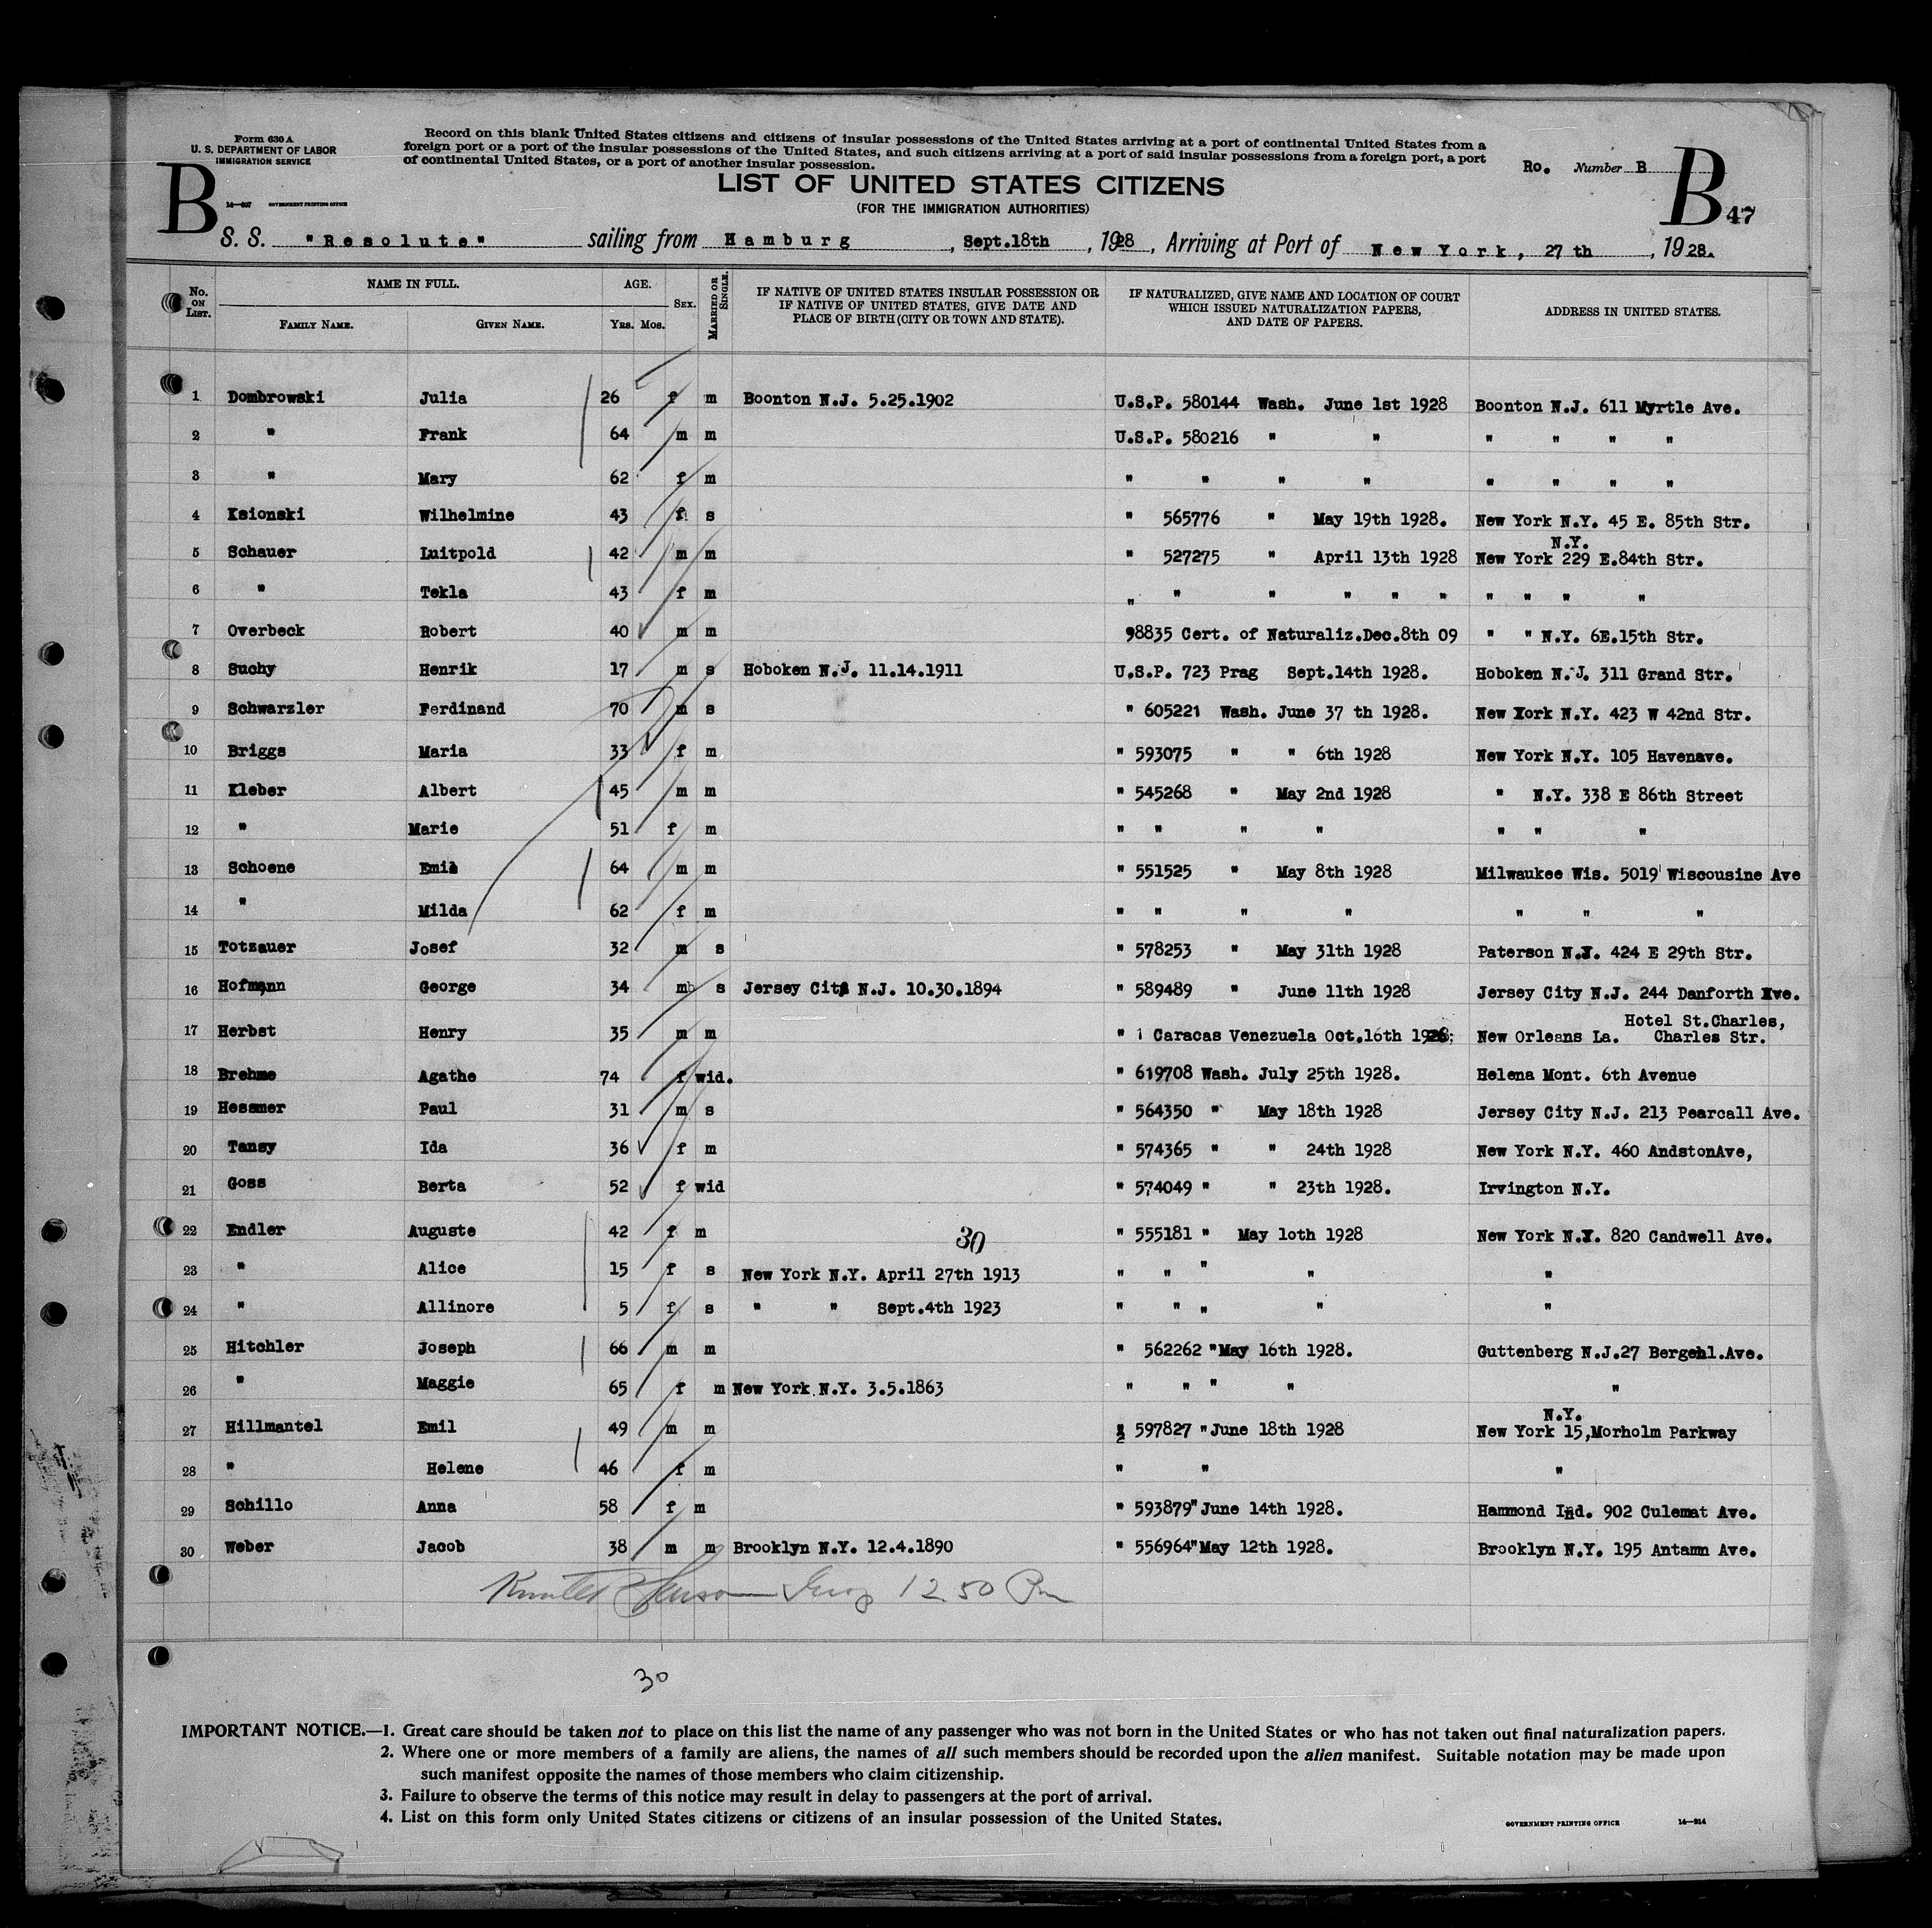 Form 630 A
U. S. DEPARTMENT OF LABOR
IMMIGRATION SERVICE
14—607 GOVERNMENT PRINTING OFFICE
B
Record on this blank United States citizens and citizens of insular possessions of the United States arriving at a port of continental United States from a
foreign port or a port of the insular possessions of the United States, and such citizens arriving at a port of said insular possessions from a foreign port, a port
of continental United States, or a port of another insular possession.
Ro. Number B
B 47
LIST OF UNITED STATES CITIZENS
(FOR THE IMMIGRATION AUTHORITIES)
S. S. "Resolute" sailing from Hamburg, Sept.18th, 1928, Arriving at Port of New York, 27th, 1928.
No. ON LIST.
NAME IN FULL.
FAMILY NAME. GIVEN NAME.
AGE.
YRS. MOS.
SEX.
MARRIED OR SINGLE.
IF NATIVE OF UNITED STATES INSULAR POSSESSION OR
IF NATIVE OF UNITED STATES, GIVE DATE AND
PLACE OF BIRTH (CITY OR TOWN AND STATE).
IF NATURALIZED, GIVE NAME AND LOCATION OF COURT
WHICH ISSUED NATURALIZATION PAPERS,
AND DATE OF PAPERS.
ADDRESS IN UNITED STATES.
1 Dombrowski Julia 26 f m Boonton N.J. 5.25.1902 U.S.P. 580144 Wash. June 1st 1928 Boonton N.J. 611 Myrtle Ave.
2 " Frank 64 m m U.S.P. 580216 " " " " " "
3 " Mary 62 f m " " " " " " " "
4 Ksionski Wilhelmine 43 f s " 565776 " May 19th 1928. New York N.Y. 45 E. 85th Str.
5 Schauer Luitpold 42 m m " 527275 " April 13th 1928 New York N.Y. 229 E.84th Str.
6 " Tekla 43 f m " " " " " " " " " "
7 Overbeck Robert 40 m m 98835 Cert. of Naturaliz.Dec.8th 09 " " N.Y. 6E.15th Str.
8 Suchy Henrik 17 m s Hoboken N.J. 11.14.1911 U.S.P. 723 Prag Sept.14th 1928. Hoboken N.J. 311 Grand Str.
9 Schwarzler Ferdinand 70 m s " 605221 Wash. June 37 th 1928. New York N.Y. 423 W 42nd Str.
10 Briggs Maria 33 f m " 593075 " " 6th 1928 New York N.Y. 105 Havenave.
11 Kleber Albert 45 m m " 545268 " May 2nd 1928 " N.Y. 338 E 86th Street
12 " Marie 51 f m " " " " " " "
13 Schoene Emil 64 m m " 551525 " May 8th 1928 Milwaukee Wis. 5019 Wiscousine Ave
14 " Milda 62 f m " " " " " " "
15 Totzauer Josef 32 m s " 578253 " May 31th 1928 Paterson N.J. 424 E 29th Str.
16 Hofmann George 34 m s Jersey City N.J. 10.30.1894 " 589489 " June 11th 1928 Jersey City N.J. 244 Danforth Ave.
17 Herbst Henry 35 m m " 1 Caracas Venezuela Oct.16th 1926; New Orleans La. Hotel St.Charles, Charles Str.
18 Brehme Agathe 74 f wid. " 619708 Wash. July 25th 1928. Helena Mont. 6th Avenue
19 Hessmer Paul 31 m s " 564350 " May 18th 1928 Jersey City N.J. 213 Pearcall Ave.
20 Tansy Ida 36 f m " 574365 " " 24th 1928 New York N.Y. 460 AndstonAve,
21 Goss Berta 52 f wid " 574049 " " 23th 1928. Irvington N.Y.
22 Endler Auguste 42 f m 30 " 555181 " May 10th 1928 New York N.Y. 820 Candwell Ave.
23 " Alice 15 f s New York N.Y. April 27th 1913 " " " " "
24 " Allinore 5 f s " " Sept.4th 1923 " " " " "
25 Hitchler Joseph 66 m m " 562262 "May 16th 1928. Guttenberg N.J.27 Bergenl.Ave.
26 " Maggie 65 f m New York N.Y. 3.5.1863 " " " " "
27 Hillmantel Emil 49 m m " 597827 "June 18th 1928 New York N.Y. 15,Morholm Parkway
28 " Helene 46 f m " " "
29 Schillo Anna 58 f m " 593879"June 14th 1928. Hammond Ind. 902 Culemat Ave.
30 Weber Jacob 38 m m Brooklyn N.Y. 12.4.1890 " 556964"May 12th 1928. Brooklyn N.Y. 195 Antamn Ave.
12 50 Pm
30
IMPORTANT NOTICE.—1. Great care should be taken not to place on this list the name of any passenger who was not born in the United States or who has not taken out final naturalization papers.
2. Where one or more members of a family are aliens, the names of all such members should be recorded upon the alien manifest. Suitable notation may be made upon
such manifest opposite the names of those members who claim citizenship.
3. Failure to observe the terms of this notice may result in delay to passengers at the port of arrival.
4. List on this form only United States citizens or citizens of an insular possession of the United States.
GOVERNMENT PRINTING OFFICE 14—314